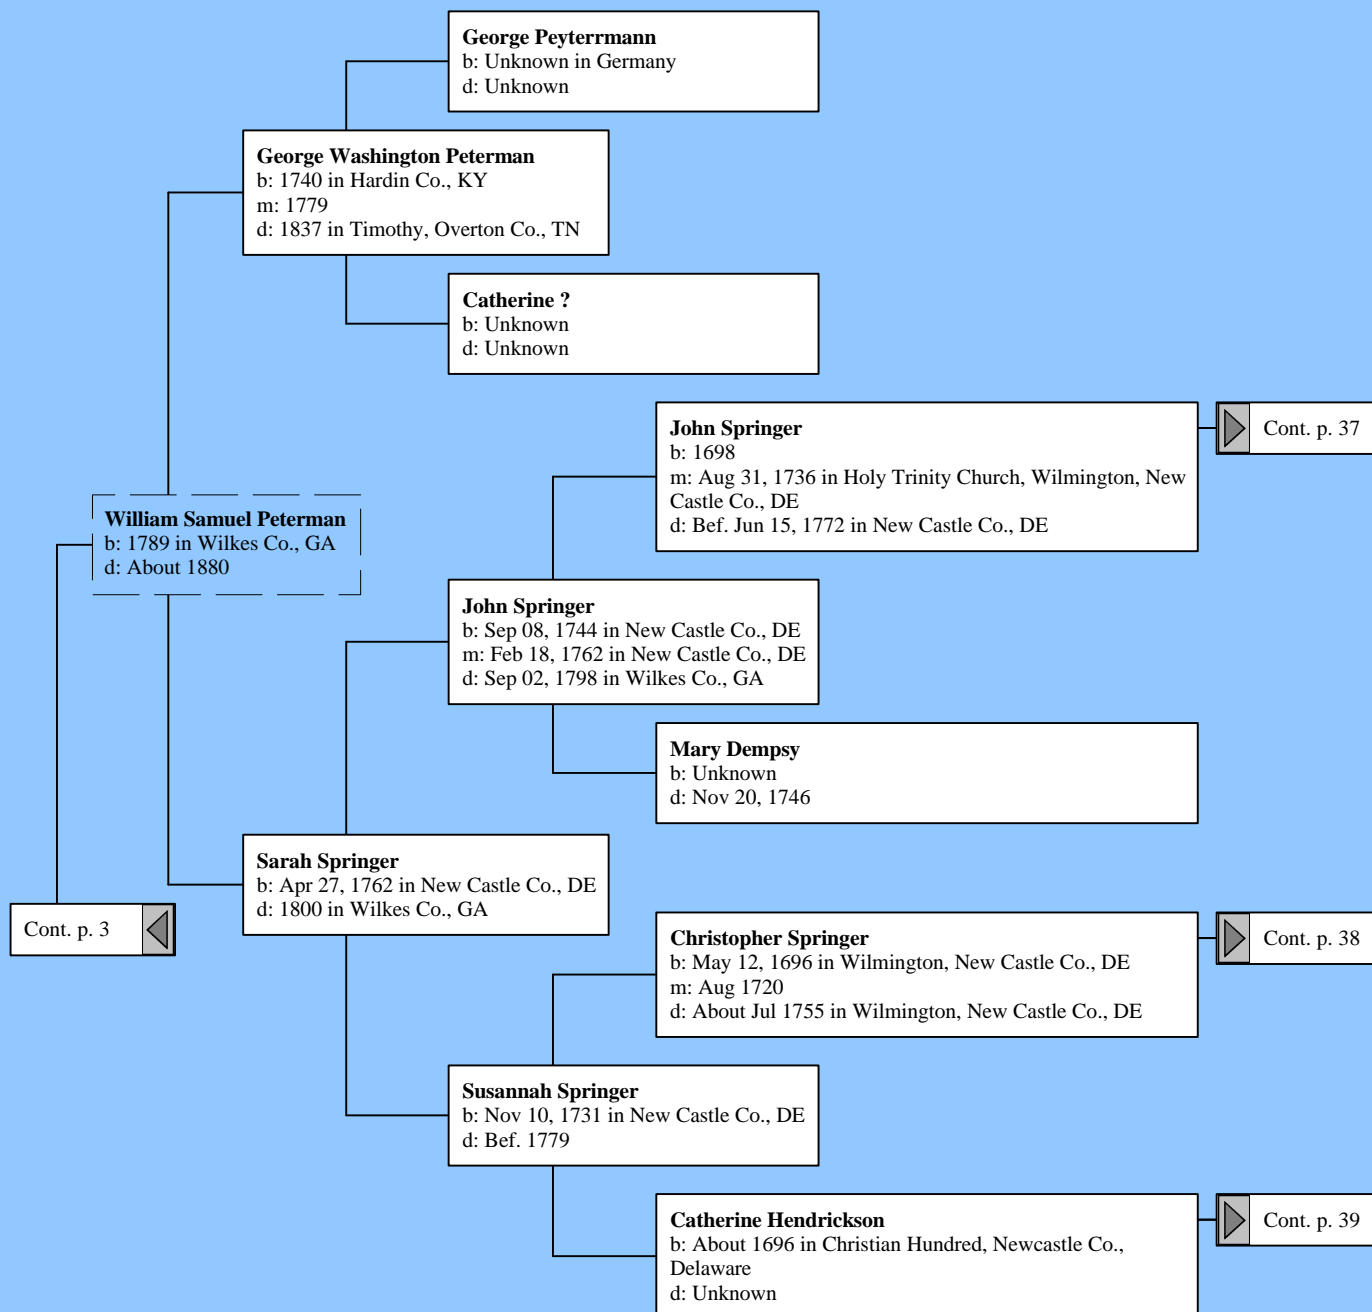 George Peyterrmann
b: Unknown in Germany
d: Unknown
George Washington Peterman
b: 1740 in Hardin Co., KY
m: 1779
d: 1837 in Timothy, Overton Co., TN
Catherine ?
b: Unknown
d: Unknown
John Springer
b: 1698
m: Aug 31, 1736 in Holy Trinity Church, Wilmington, New
Castle Co., DE
d: Bef. Jun 15, 1772 in New Castle Co., DE
Cont. p. 37
William Samuel Peterman
b: 1789 in Wilkes Co., GA
d: About 1880
John Springer
b: Sep 08, 1744 in New Castle Co., DE
m: Feb 18, 1762 in New Castle Co., DE
d: Sep 02, 1798 in Wilkes Co., GA
Mary Dempsy
b: Unknown
d: Nov 20, 1746
Sarah Springer
b: Apr 27, 1762 in New Castle Co., DE
d: 1800 in Wilkes Co., GA
Cont. p. 3
Christopher Springer
b: May 12, 1696 in Wilmington, New Castle Co., DE
m: Aug 1720
d: About Jul 1755 in Wilmington, New Castle Co., DE
Cont. p. 38
Susannah Springer
b: Nov 10, 1731 in New Castle Co., DE
d: Bef. 1779
Catherine Hendrickson
b: About 1696 in Christian Hundred, Newcastle Co.,
Delaware
d: Unknown
Cont. p. 39